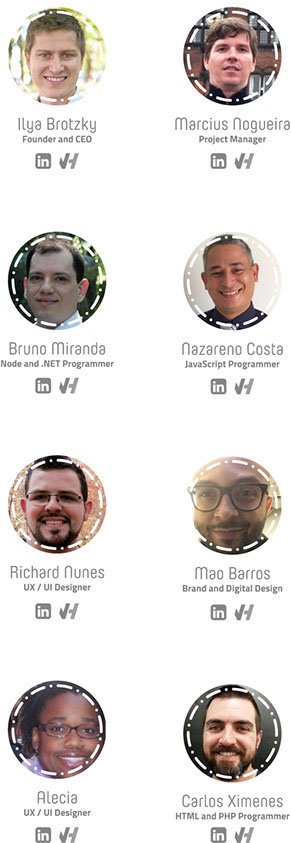 Ilya Brotzky
Founder and CEO
in
Marcius Nogueira
Project Manager
in
Bruno Miranda
Node and .NET Programmer
in
Nazareno Costa
JavaScript Programmer
in
Richard Nunes
UX / UI Designer
in
Mao Barros
Brand and Digital Design
in
Alecia
UX / UI Designer
in
Carlos Ximenes
HTML and PHP Programmer
in